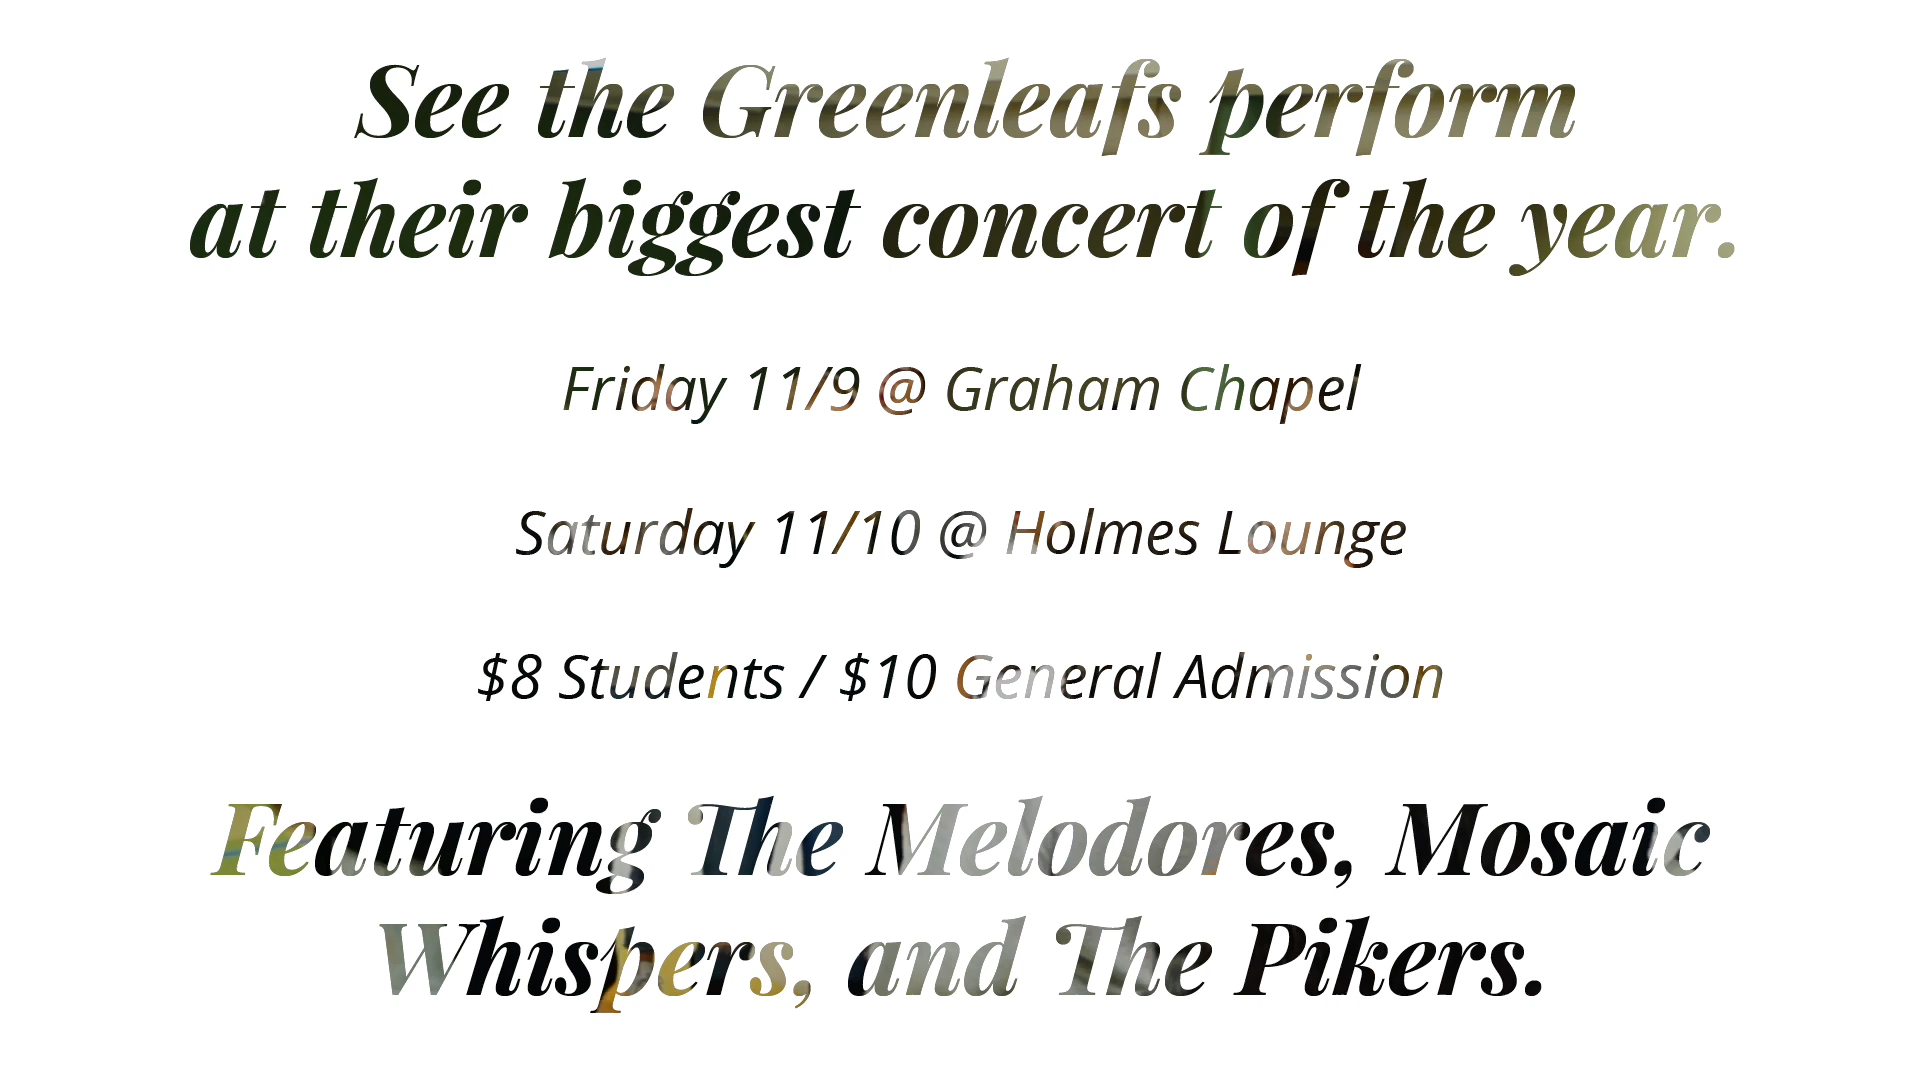 See the Greenleafs perform
at their biggest concert of the year.
Friday 11/9 @ Graham Chapel
Saturday 11/10 @ Holmes Lounge
$8 Students / $10 General Admission
Featuring The Melodores, Mosaic
Whispers, and The Pikers.